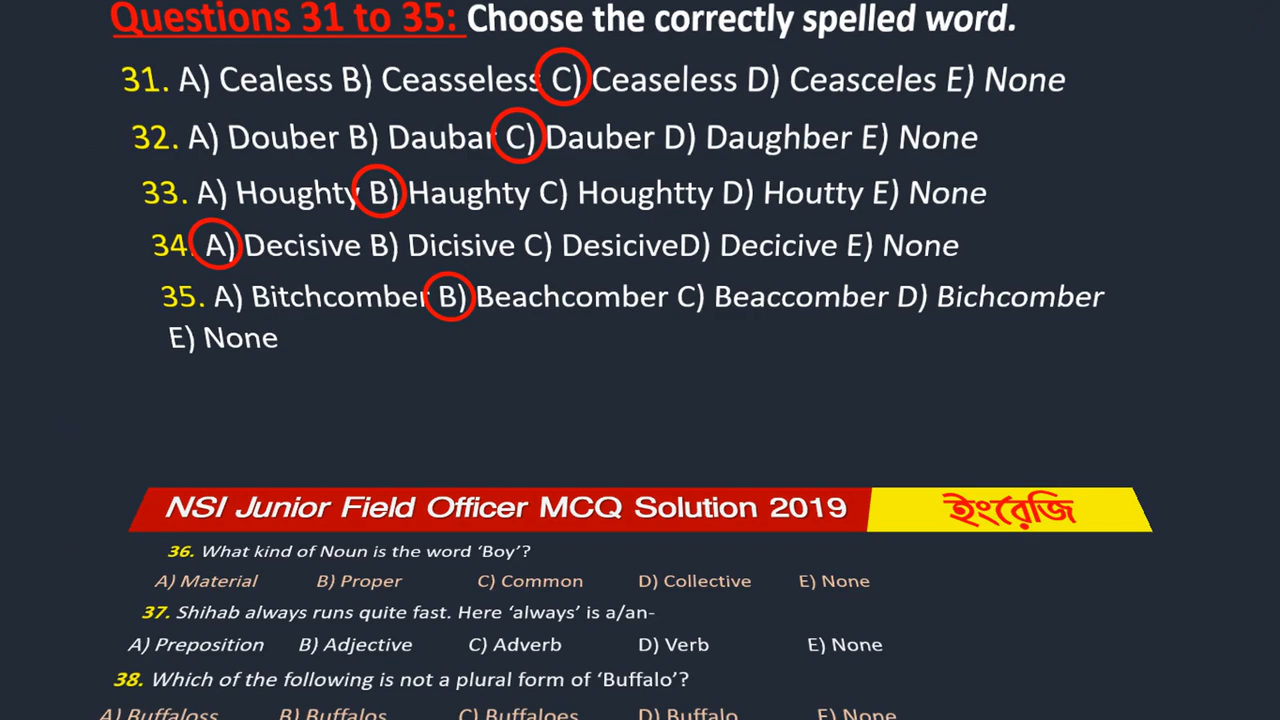 Questions 31 to 35: Choose the correctly spelled word.
31. A) Cealess B) Ceasseless C) Ceaseless D) Ceasceles E) None
32. A) Douber B) Daubar C) Dauber D) Daughber E) None
33. A) Houghty B) Haughty C) Houghtty D) Houtty E) None
34. A) Decisive B) Dicisive C) DesiciveD) Decicive E) None
35. A) Bitchcomber B) Beachcomber C) Beaccomber D) Bichcomber
E) None
NSI Junior Field Officer MCQ Solution 2019 ইংরেজি
36. What kind of Noun is the word ‘Boy’?
A) Material B) Proper C) Common D) Collective E) None
37. Shihab always runs quite fast. Here ‘always’ is a/an-
A) Preposition B) Adjective C) Adverb D) Verb E) None
38. Which of the following is not a plural form of ‘Buffalo’?
A) Buffaloss B) Buffalos C) Buffaloes D) Buffalo E) None